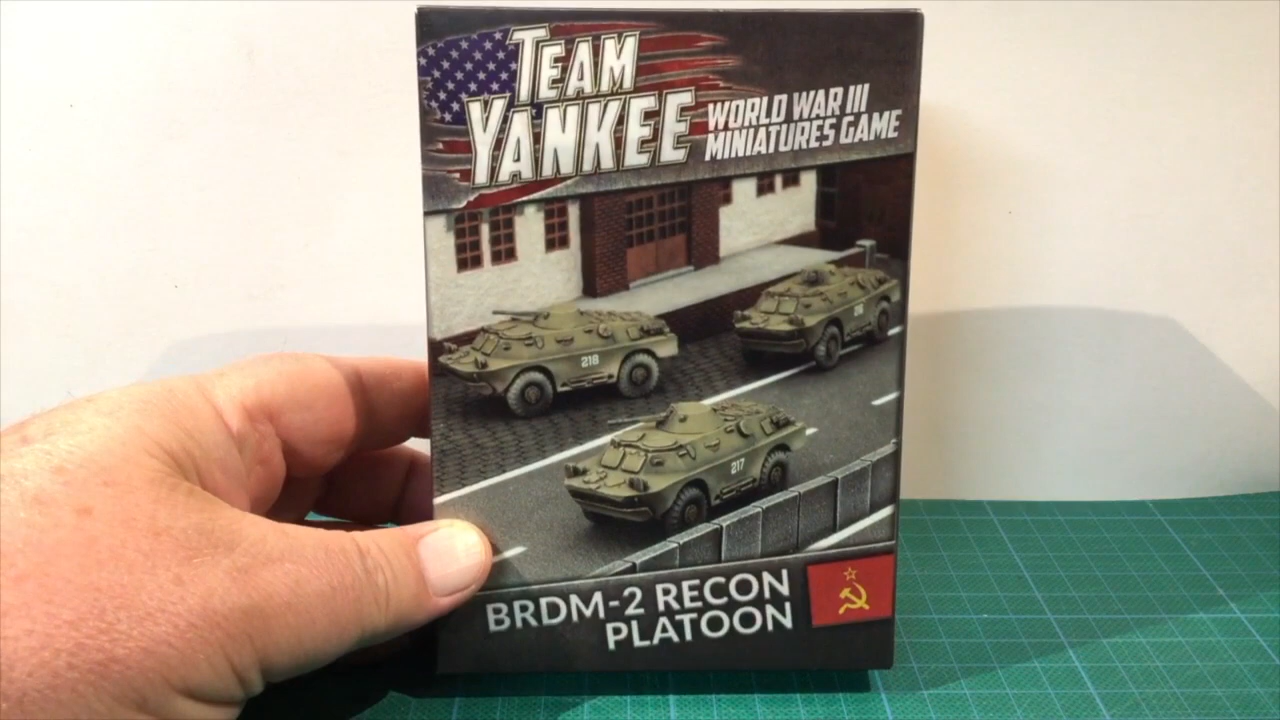 TEAM
YANKEE
WORLD WAR III
MINIATURES GAME
218
217
BRDM-2 RECON
PLATOON